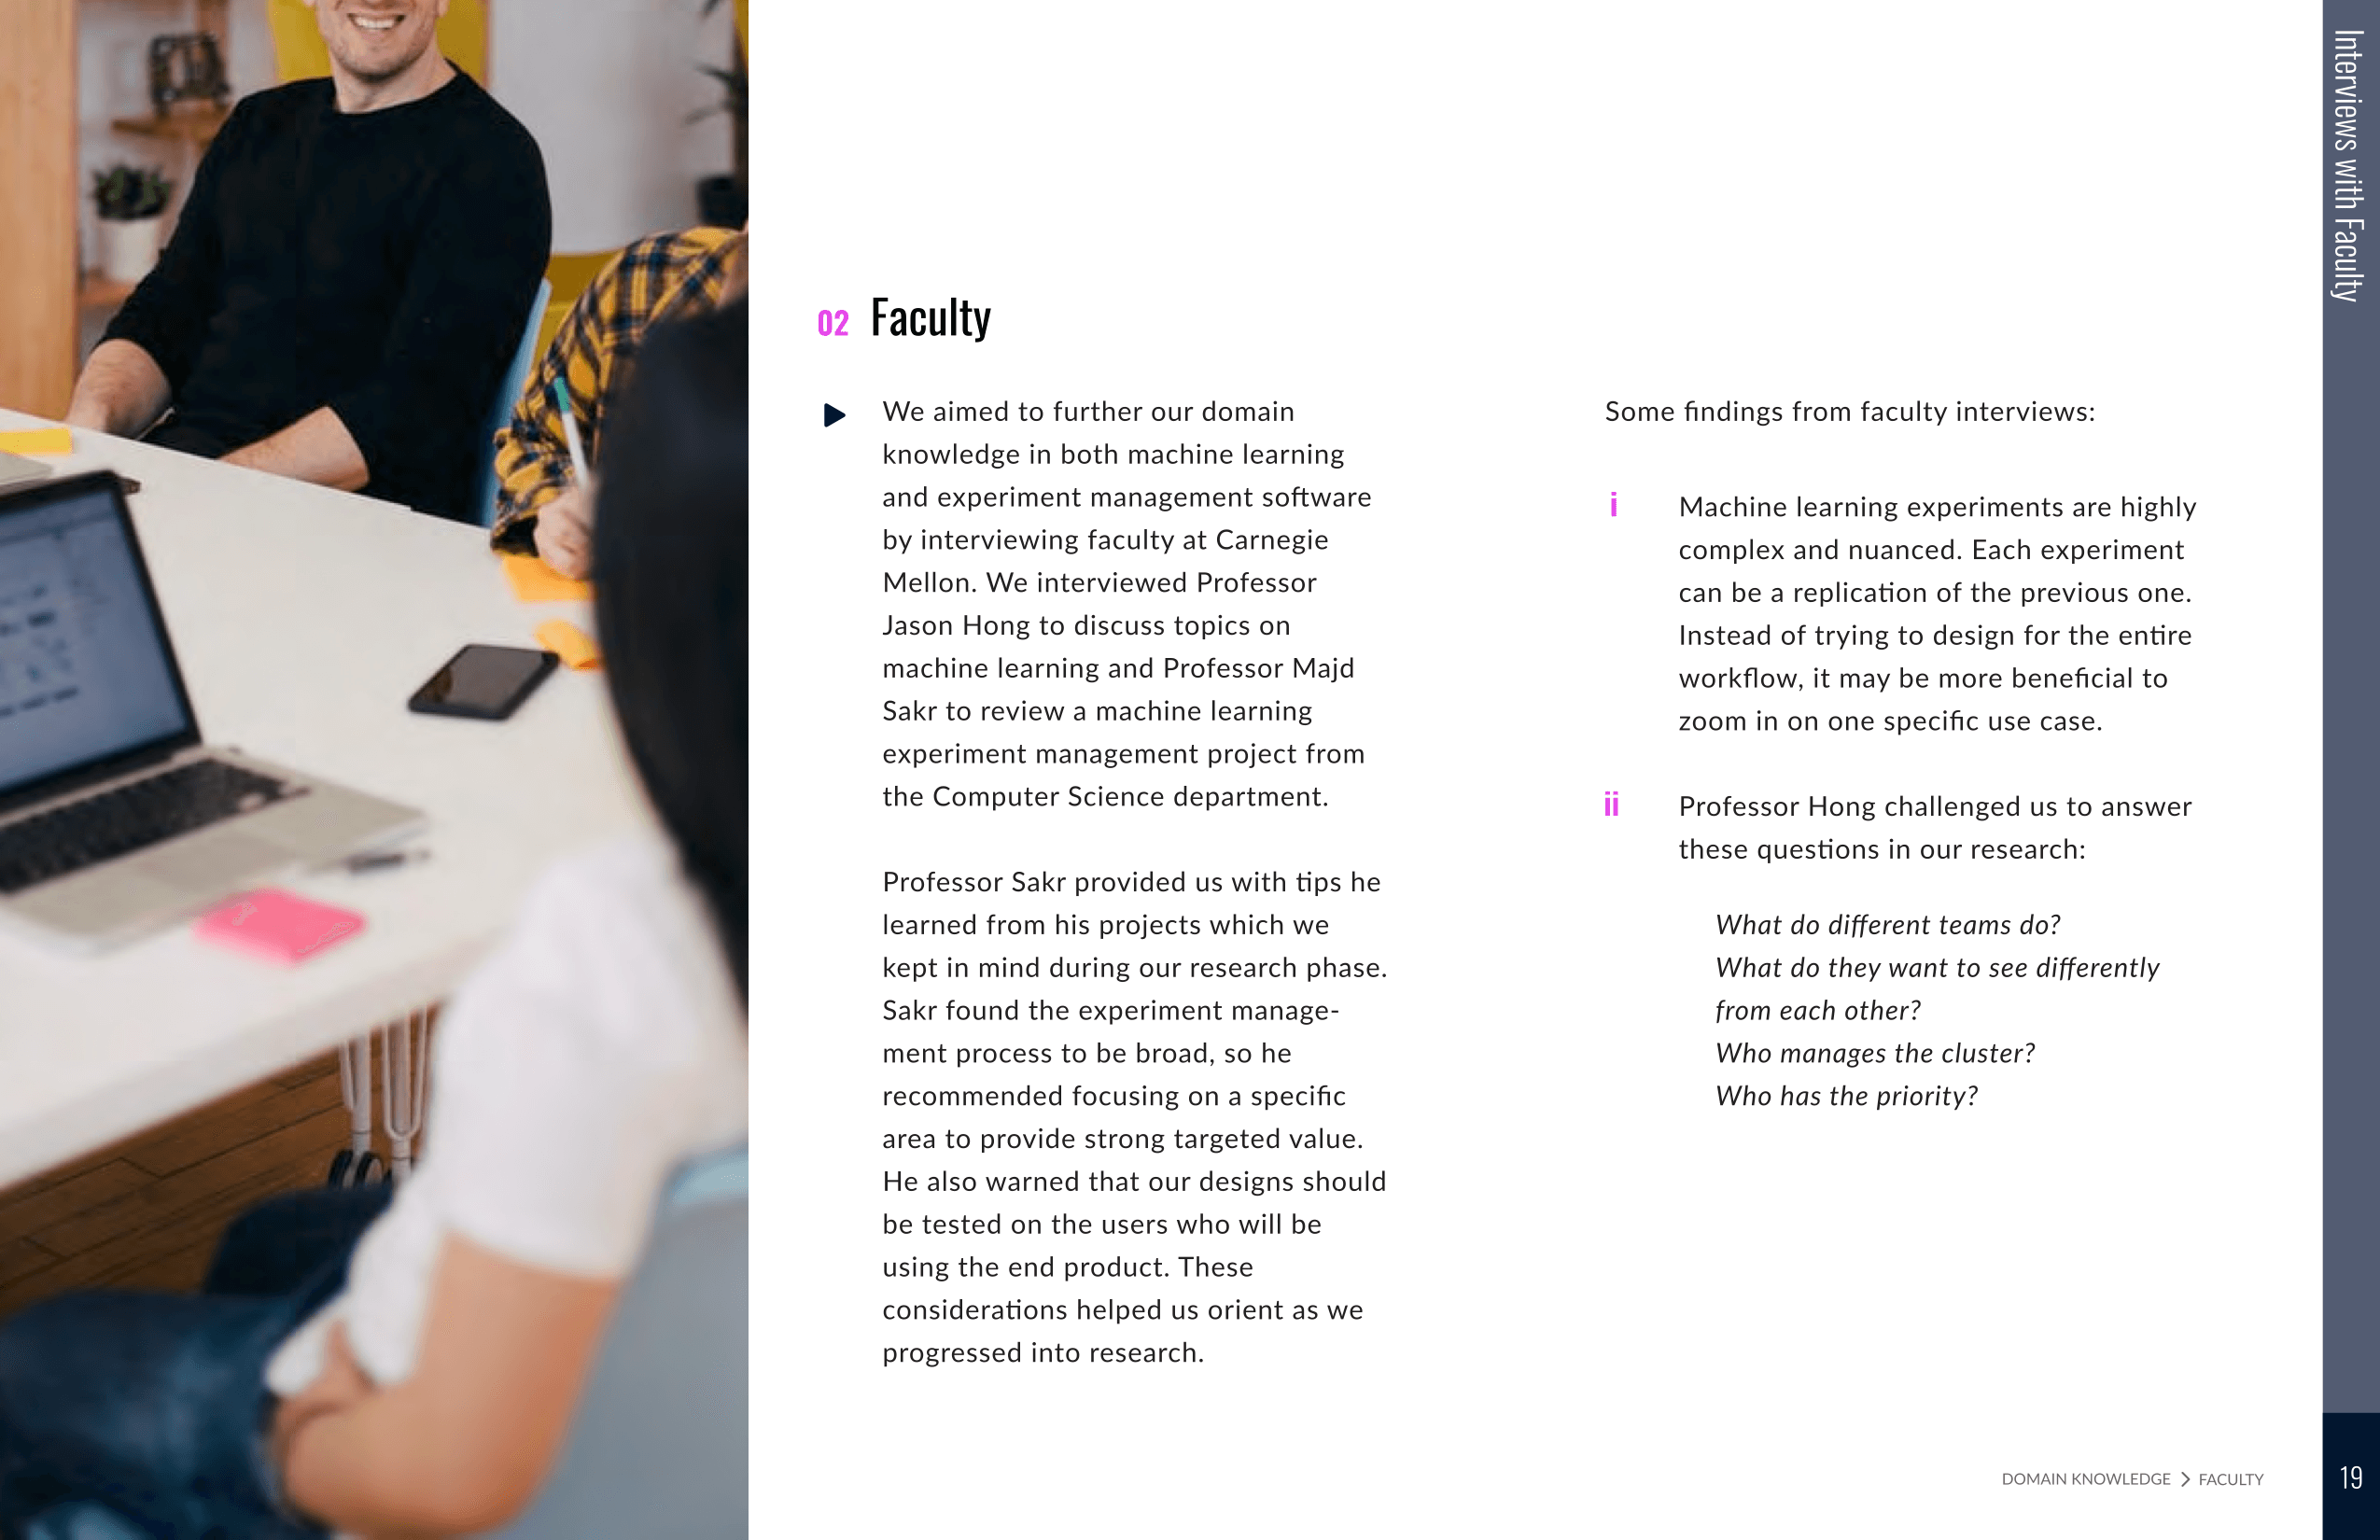 Interviews with Faculty
02 Faculty
We aimed to further our domain
knowledge in both machine learning
and experiment management software
by interviewing faculty at Carnegie
Mellon. We interviewed Professor
Jason Hong to discuss topics on
machine learning and Professor Majd
Sakr to review a machine learning
experiment management project from
the Computer Science department.
Professor Sakr provided us with tips he
learned from his projects which we
kept in mind during our research phase.
Sakr found the experiment manage-
ment process to be broad, so he
recommended focusing on a specific
area to provide strong targeted value.
He also warned that our designs should
be tested on the users who will be
using the end product. These
considerations helped us orient as we
progressed into research.
Some findings from faculty interviews:
i Machine learning experiments are highly
complex and nuanced. Each experiment
can be a replication of the previous one.
Instead of trying to design for the entire
workflow, it may be more beneficial to
zoom in on one specific use case.
ii Professor Hong challenged us to answer
these questions in our research:
What do different teams do?
What do they want to see differently
from each other?
Who manages the cluster?
Who has the priority?
DOMAIN KNOWLEDGE > FACULTY
19